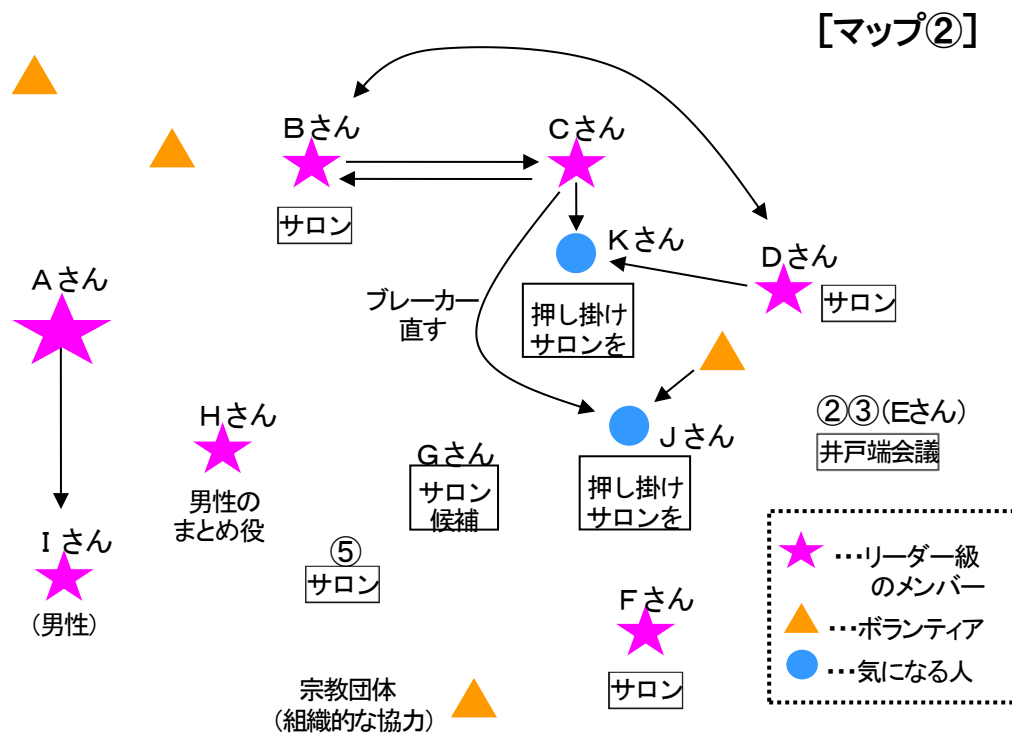 ［マップ②］
Ｂさん
Ｃさん
サロン
Ｋさん
Ｄさん
サロン
Ａさん
ブレーカー
直す
押し掛け
サロンを
Ｈさん
男性の
まとめ役
Ｇさん
サロン
候補
Ｊさん
押し掛け
サロンを
②③(Eさん)
井戸端会議
Ｉさん
(男性)
⑤
サロン
Ｆさん
サロン
宗教団体
(組織的な協力)
…リーダー級
のメンバー
…ボランティア
…気になる人